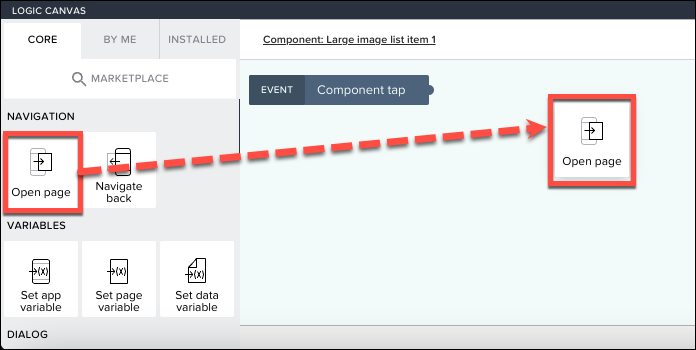 LOGIC CANVAS
CORE
BY ME
INSTALLED
Component: Large image list item 1
MARKETPLACE
EVENT
Component tap
NAVIGATION
Open page
Navigate
back
Open page
VARIABLES
Set app
variable
Set page
variable
Set data
variable
DIALOG